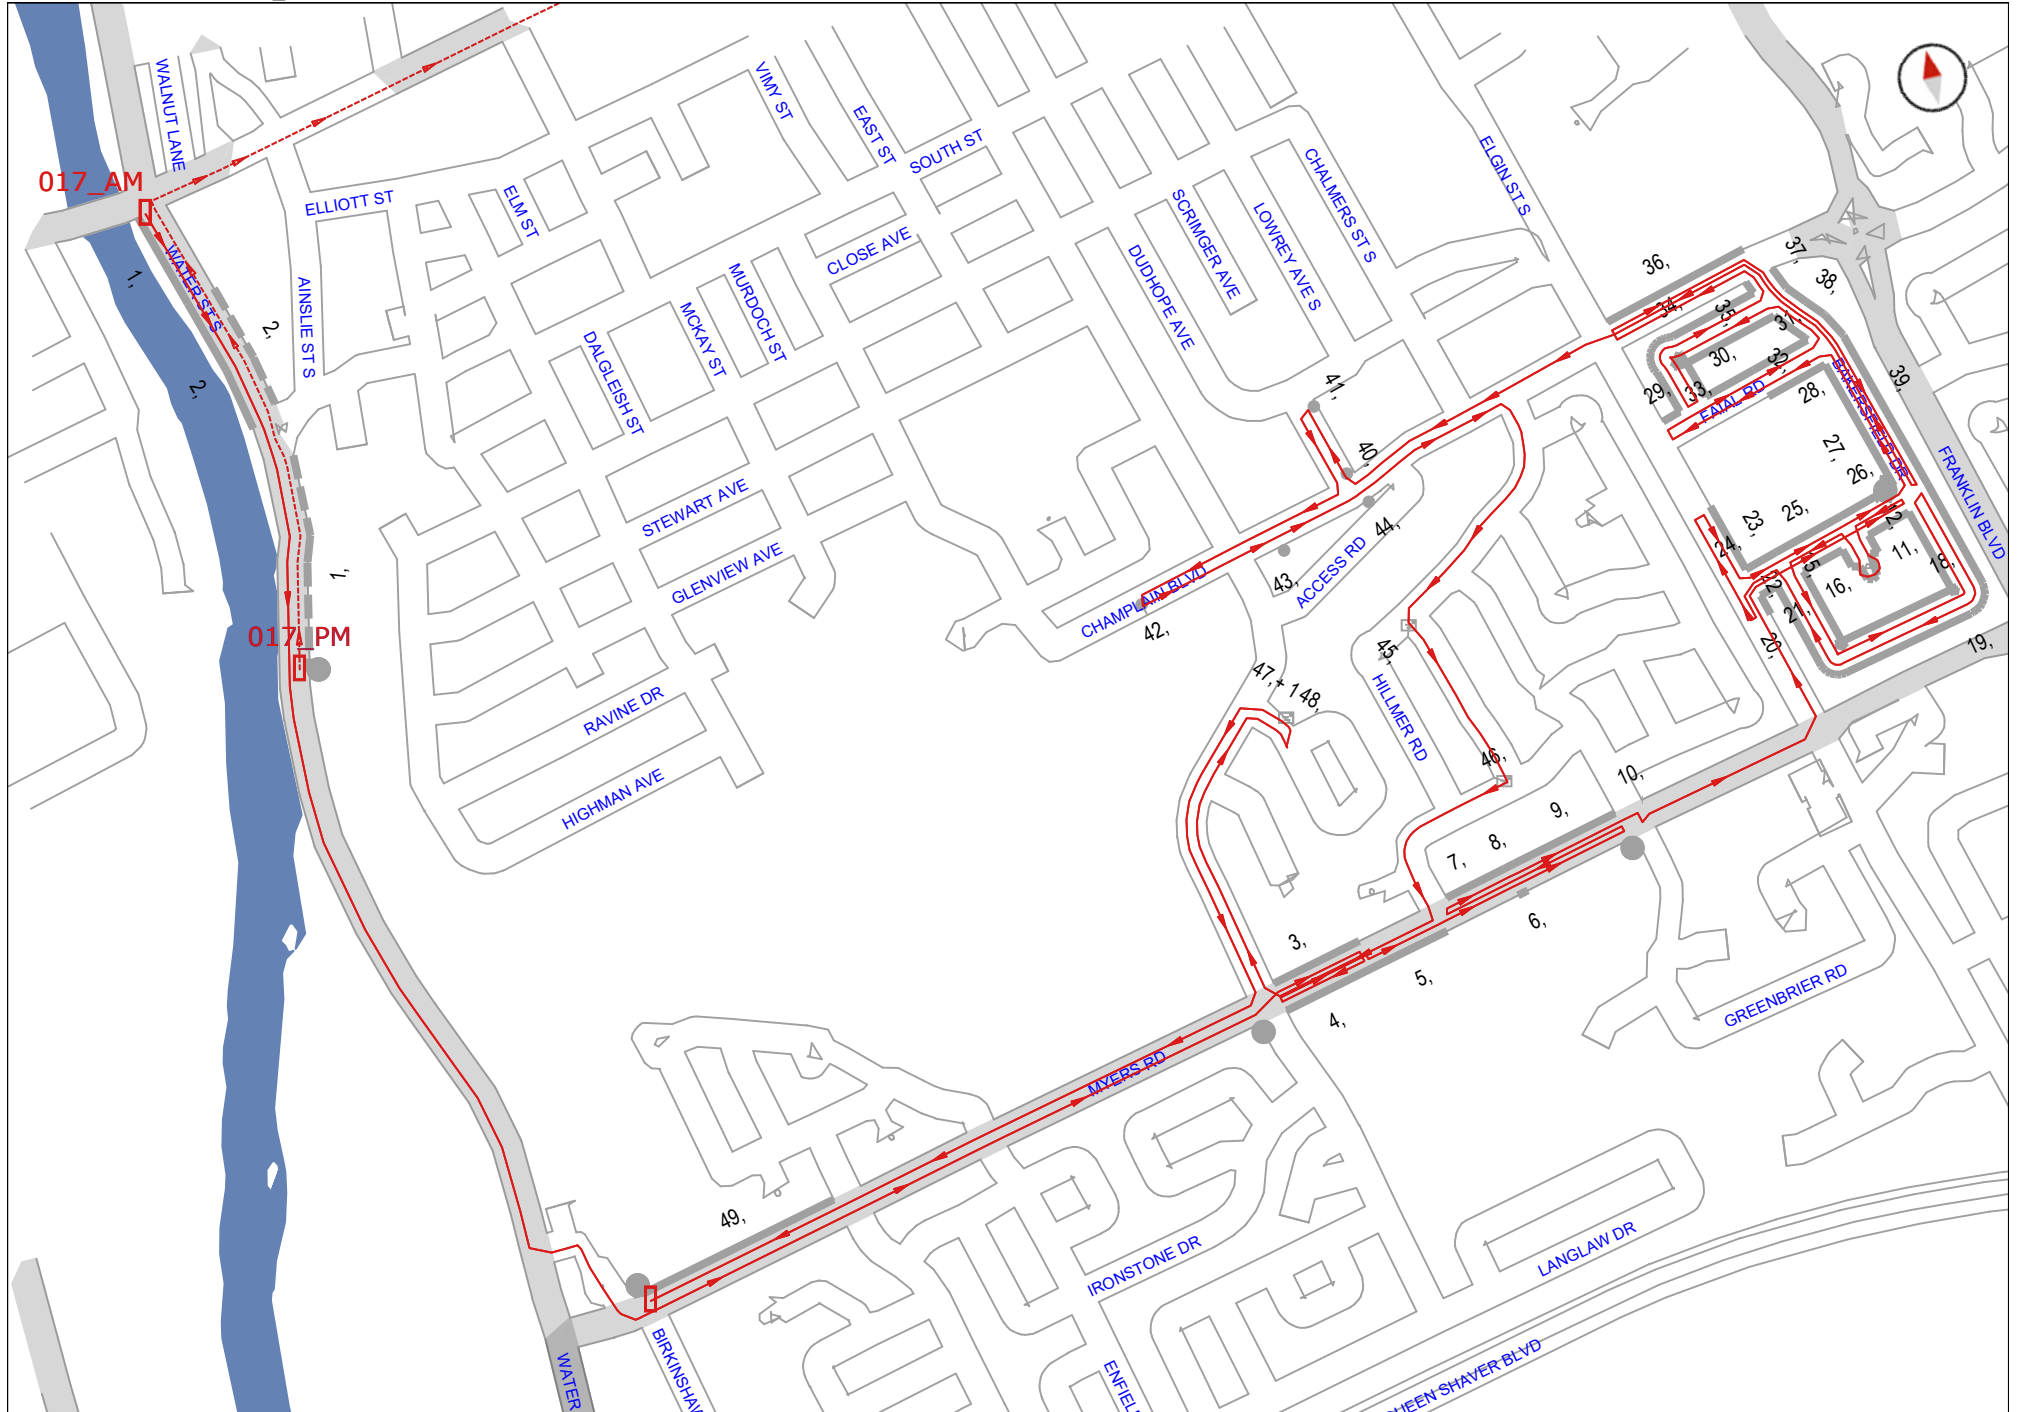 WALNUT LANE
VIMY ST
EAST ST
SOUTH ST
ELGIN ST S
CHALMERS ST S
017_AM
ELLIOTT ST
ELM ST
SCRIMGER AVE
LOWREY AVE S
CLOSE AVE
DUDHOPE AVE
WATER ST S
1,
2,
AINSLIE ST S
MURDOCH ST
MCKAY ST
DALGLEISH ST
36,
37,
38,
34,
35,
31,
30,
32,
33,
29,
FAIAL RD
28,
BAKERSFIELD DR
39,
2,
41,
40,
27,
26,
FRANKLIN BLVD
STEWART AVE
44,
23,
25,
24,
12,
11,
18,
GLENVIEW AVE
1,
43,
ACCESS RD
CHAMPLAIN BLVD
42,
16,
22,
21,
20,
19,
017_PM
45,
47,+ 148,
HILLMER RD
RAVINE DR
46,
10,
HIGHMAN AVE
9,
8,
7,
6,
3,
5,
4,
GREENBRIER RD
MYERS RD
49,
IRONSTONE DR
LANGLAW DR
BIRKINSHAW
WATER
ENFIEL
HEEN SHAVER BLVD